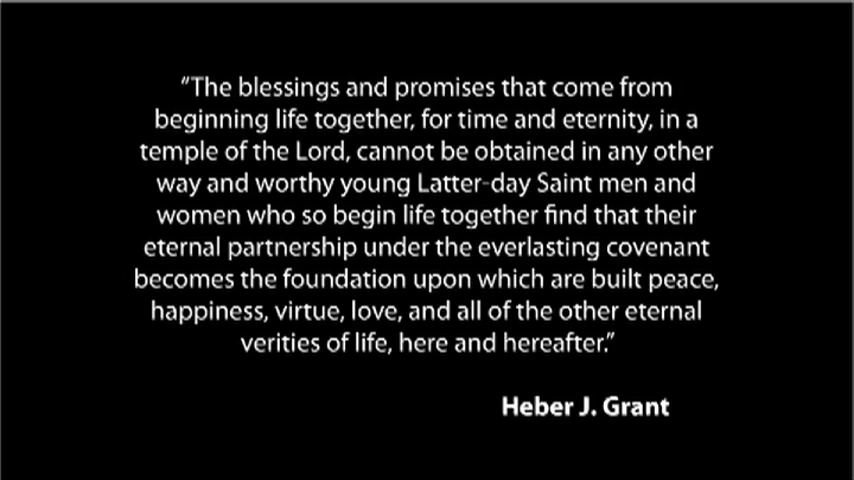 "The blessings and promises that come from
beginning life together, for time and eternity, in a
temple of the Lord, cannot be obtained in any other
way and worthy young Latter-day Saint men and
women who so begin life together find that their
eternal partnership under the everlasting covenant
becomes the foundation upon which are built peace,
happiness, virtue, love, and all of the other eternal
verities of life, here and hereafter."
Heber J. Grant